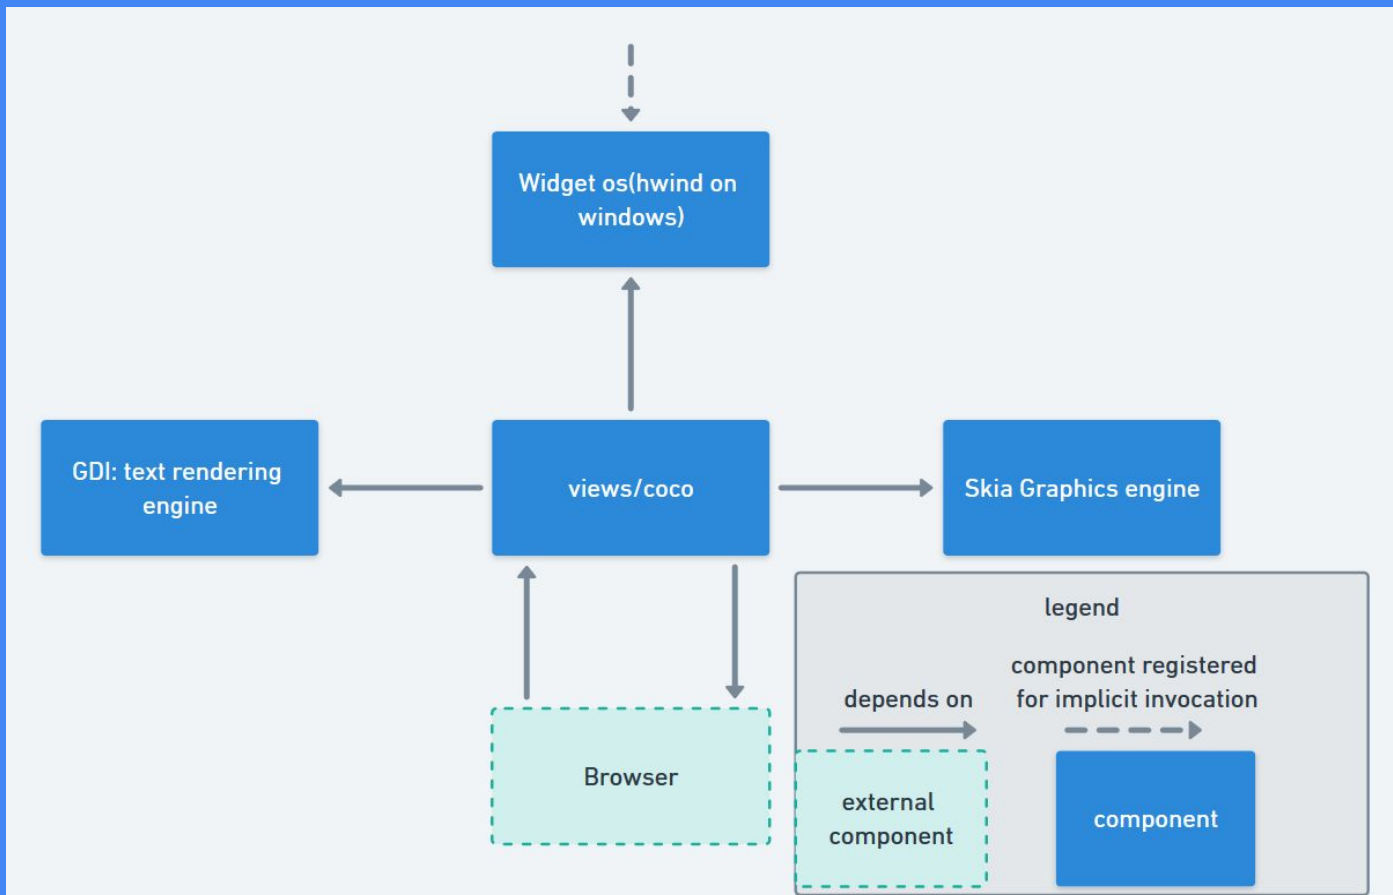 Widget os(hwind on
windows)
GDI: text rendering
engine
views/coco
Skia Graphics engine
Browser
legend
depends on
component registered
for implicit invocation
external
component
component